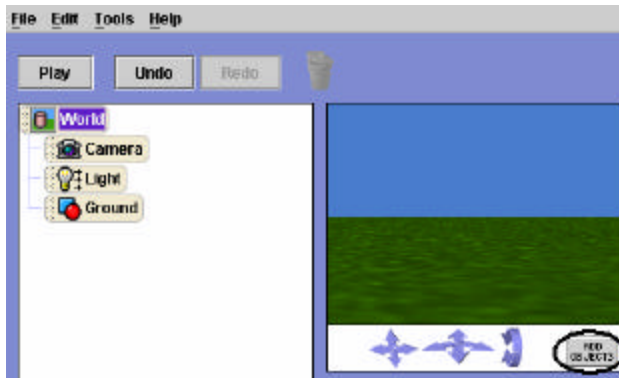 File Edit Tools Help
Play Undo Redo
World
Camera
Light
Ground
ADD
OBJECTS